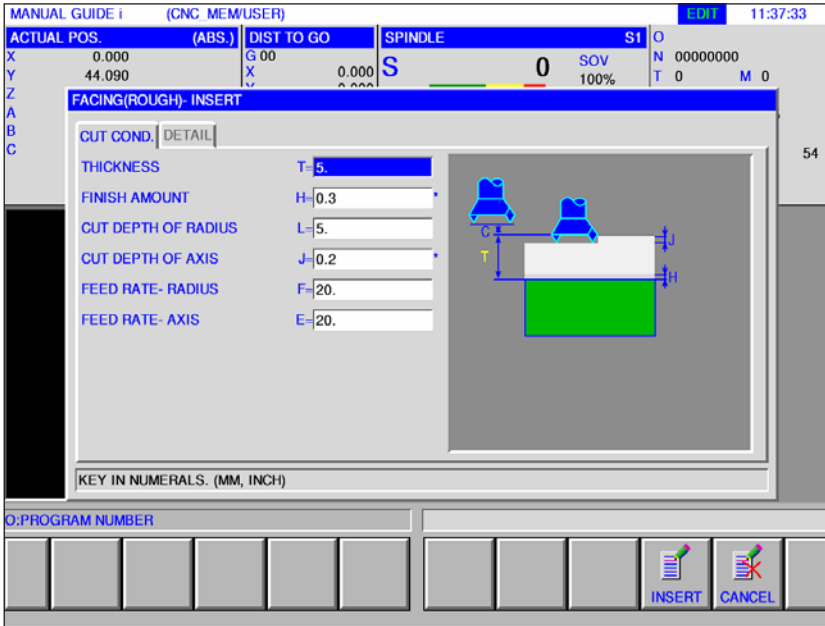 MANUAL GUIDE i (CNC_MEM/USER) EDIT 11:37:33
ACTUAL POS. (ABS.) DIST TO GO SPINDLE S1 O
X 0.000 G 00 S 0 SOV N 00000000
Y 44.090 X 0.000 100% T 0 M 0
Z
A
B
C 54
FACING(ROUGH)- INSERT
CUT COND. DETAIL
THICKNESS T=5.
FINISH AMOUNT H=0.3 *
CUT DEPTH OF RADIUS L=5.
CUT DEPTH OF AXIS J=0.2 *
FEED RATE- RADIUS F=20.
FEED RATE- AXIS E=20.
C
J
T
H
KEY IN NUMERALS. (MM, INCH)
O:PROGRAM NUMBER
INSERT CANCEL